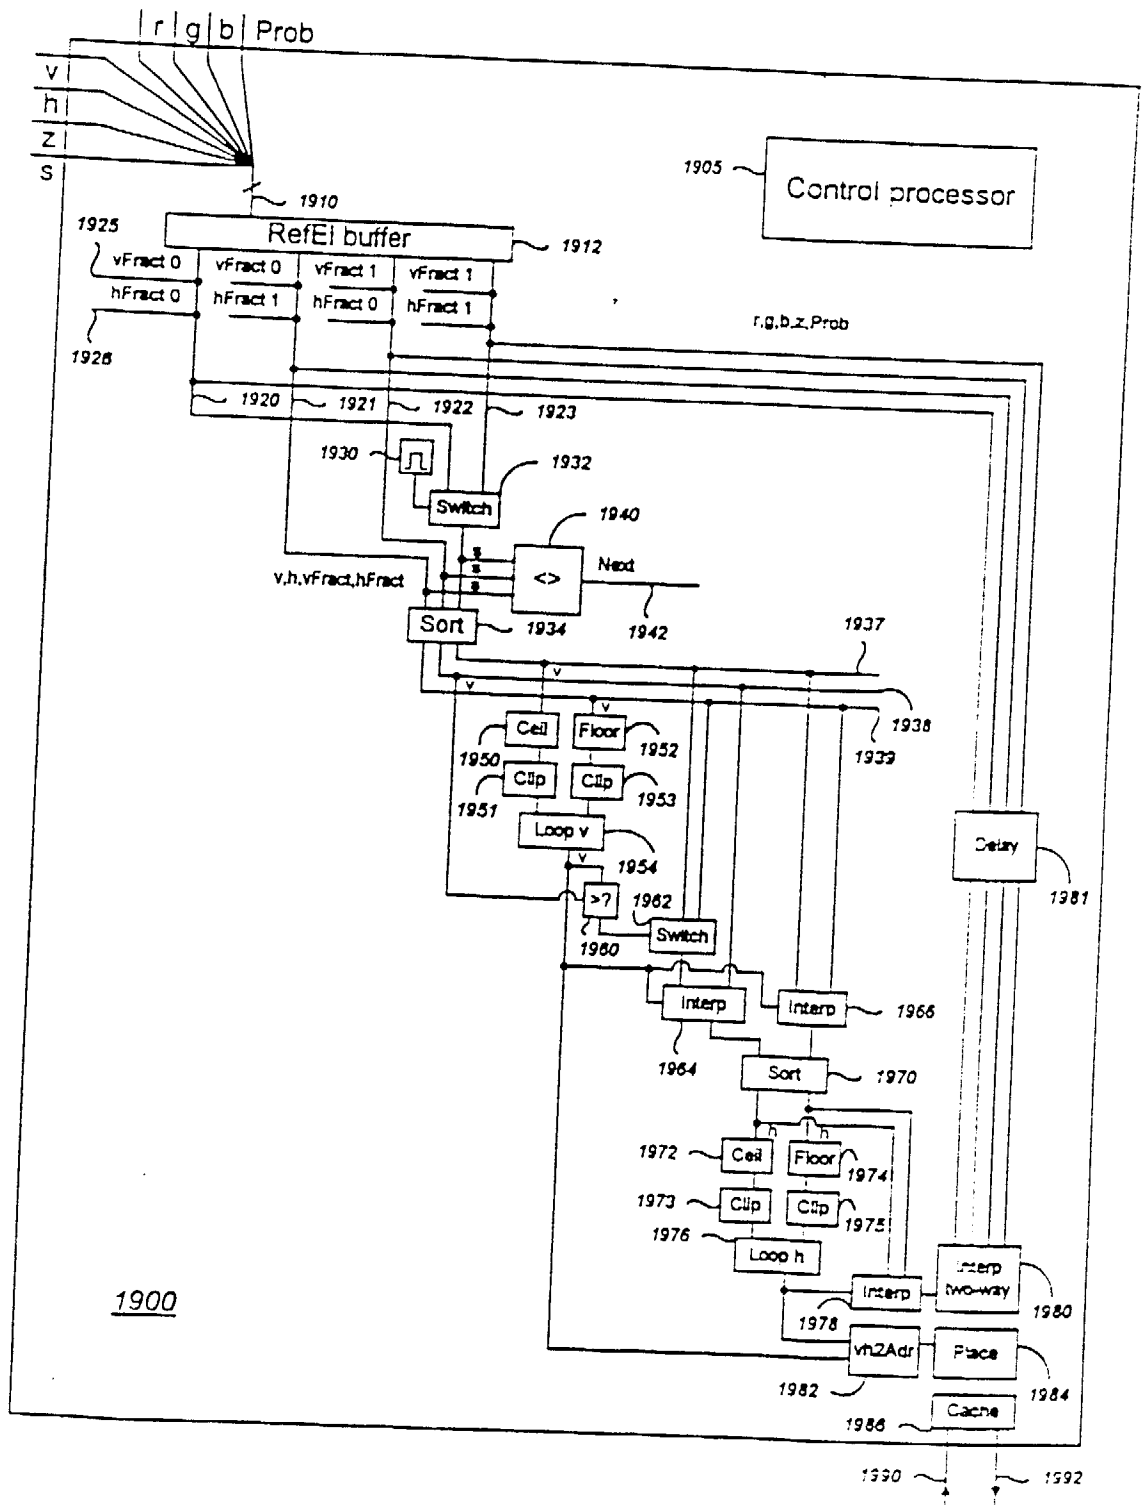 r g b Prob
v
h
z
s
1905
Control processor
1910
RefEl buffer
1912
1925
vFract 0 vFract 0 vFract 1 vFract 1
hFract 0 hFract 1 hFract 0 hFract 1
1926
r,g,b,z,Prob
1920 1921 1922 1923
1930
1932
Switch
1940
s
s
s
<>
Next
v,h,vFract,hFract
1942
Sort
1934
1937
v
v
1938
v
1939
Ceil
Floor
1950
1952
Clip
Clip
1951
1953
Loop v
1954
v
Delay
1981
>?
1962
1960
Switch
Interp
Interp
1966
1964
Sort
1970
h
h
1972
Ceil
Floor
1974
1973
Clip
Clip
1975
1976
Loop h
Interp
Interp
two-way
1978
1980
1900
vh2Adr
Place
1982
1984
Cache
1986
1990
1992